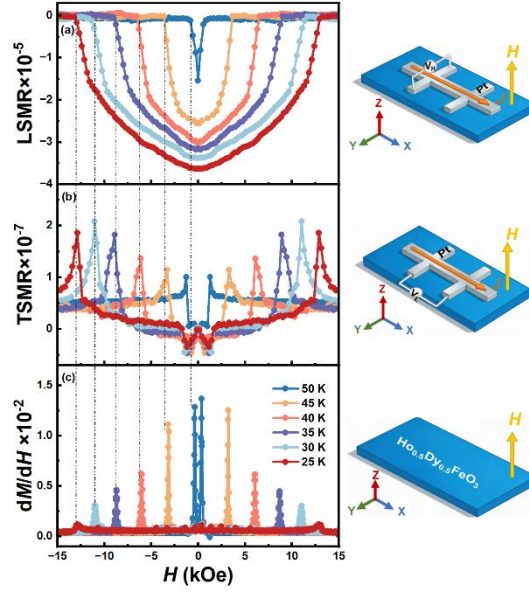 (a)
LSMR×10⁻⁵
0
−1
−2
−3
−4
(b)
TSMR×10⁻⁷
2
1
0
(c)
dM/dH ×10⁻²
1.5
1.0
0.5
0.0
50 K
45 K
40 K
35 K
30 K
25 K
−15 −10 −5 0 5 10 15
H (kOe)
H
Pt
Z
Y X
H
Pt
Z
Y X
H
Ho₀.₅Dy₀.₅FeO₃
Z
Y X